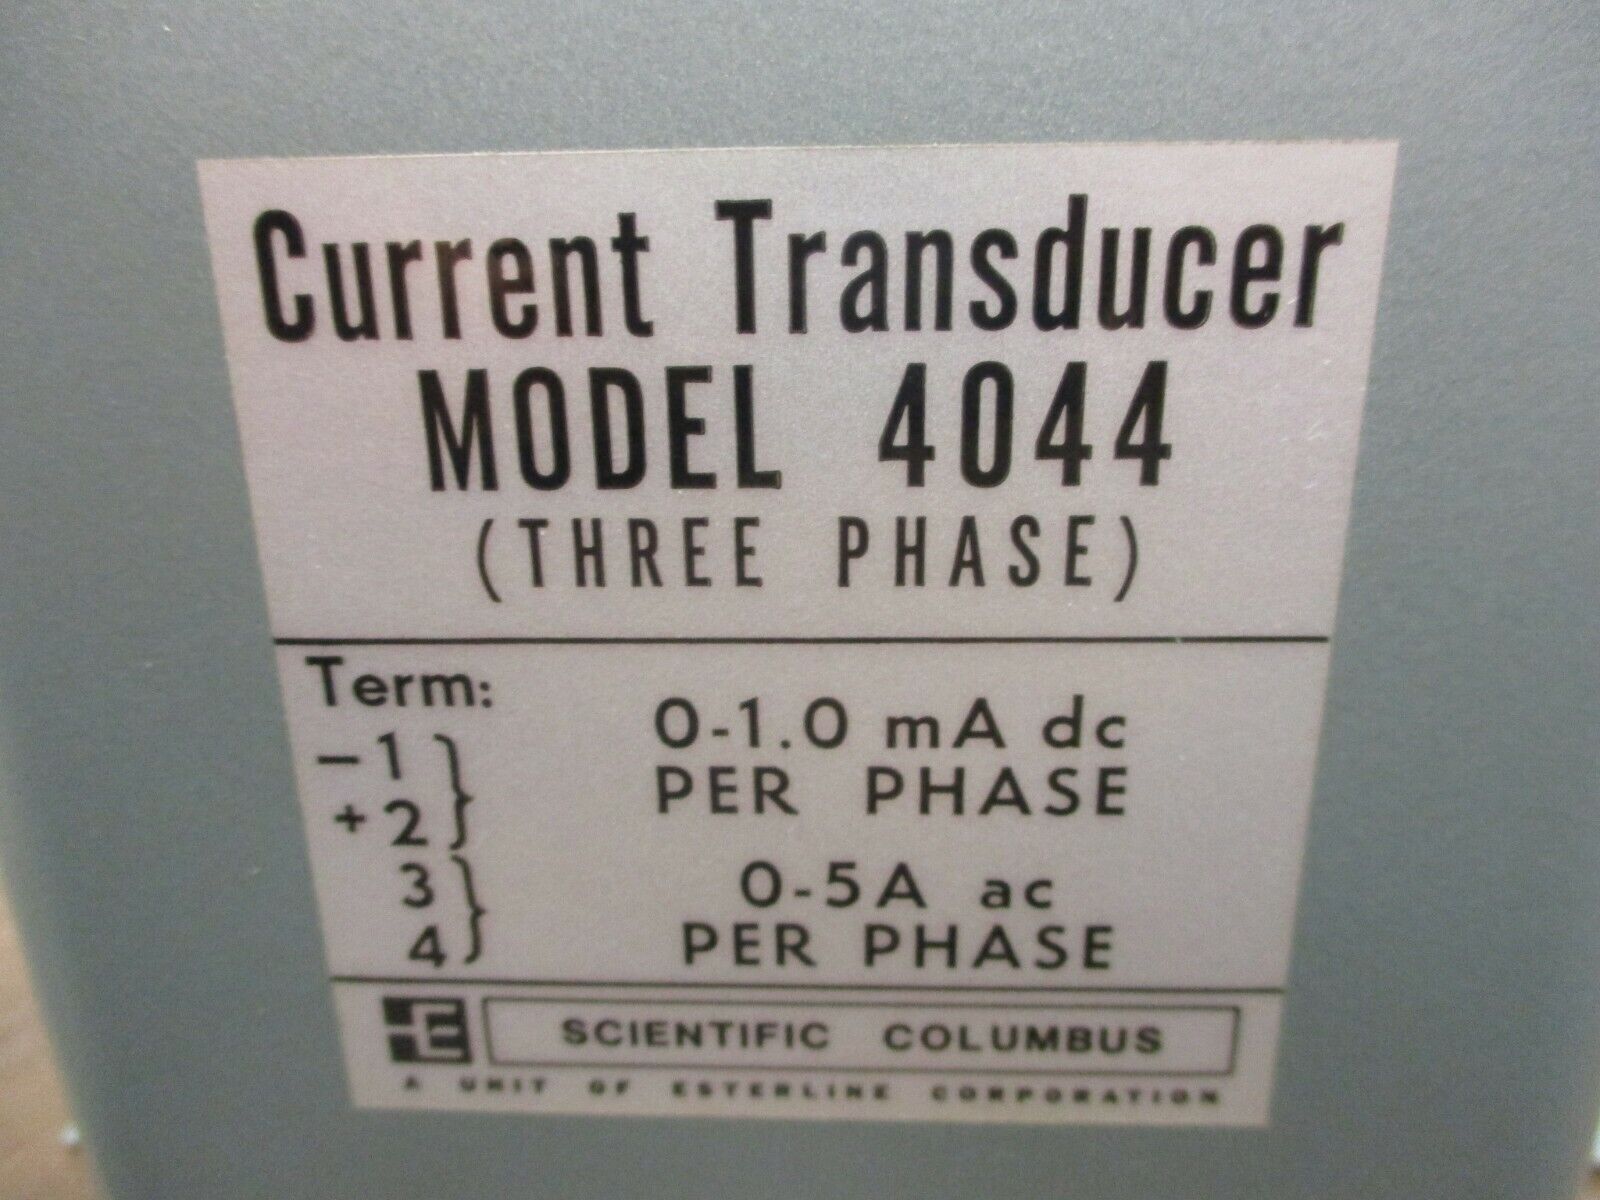 Current Transducer
MODEL 4044
(THREE PHASE)
Term:
- 1
+ 2
0-1.0 mA dc
PER PHASE
3
4
0-5A ac
PER PHASE
E
SCIENTIFIC COLUMBUS
A UNIT OF ESTERLINE CORPORATION